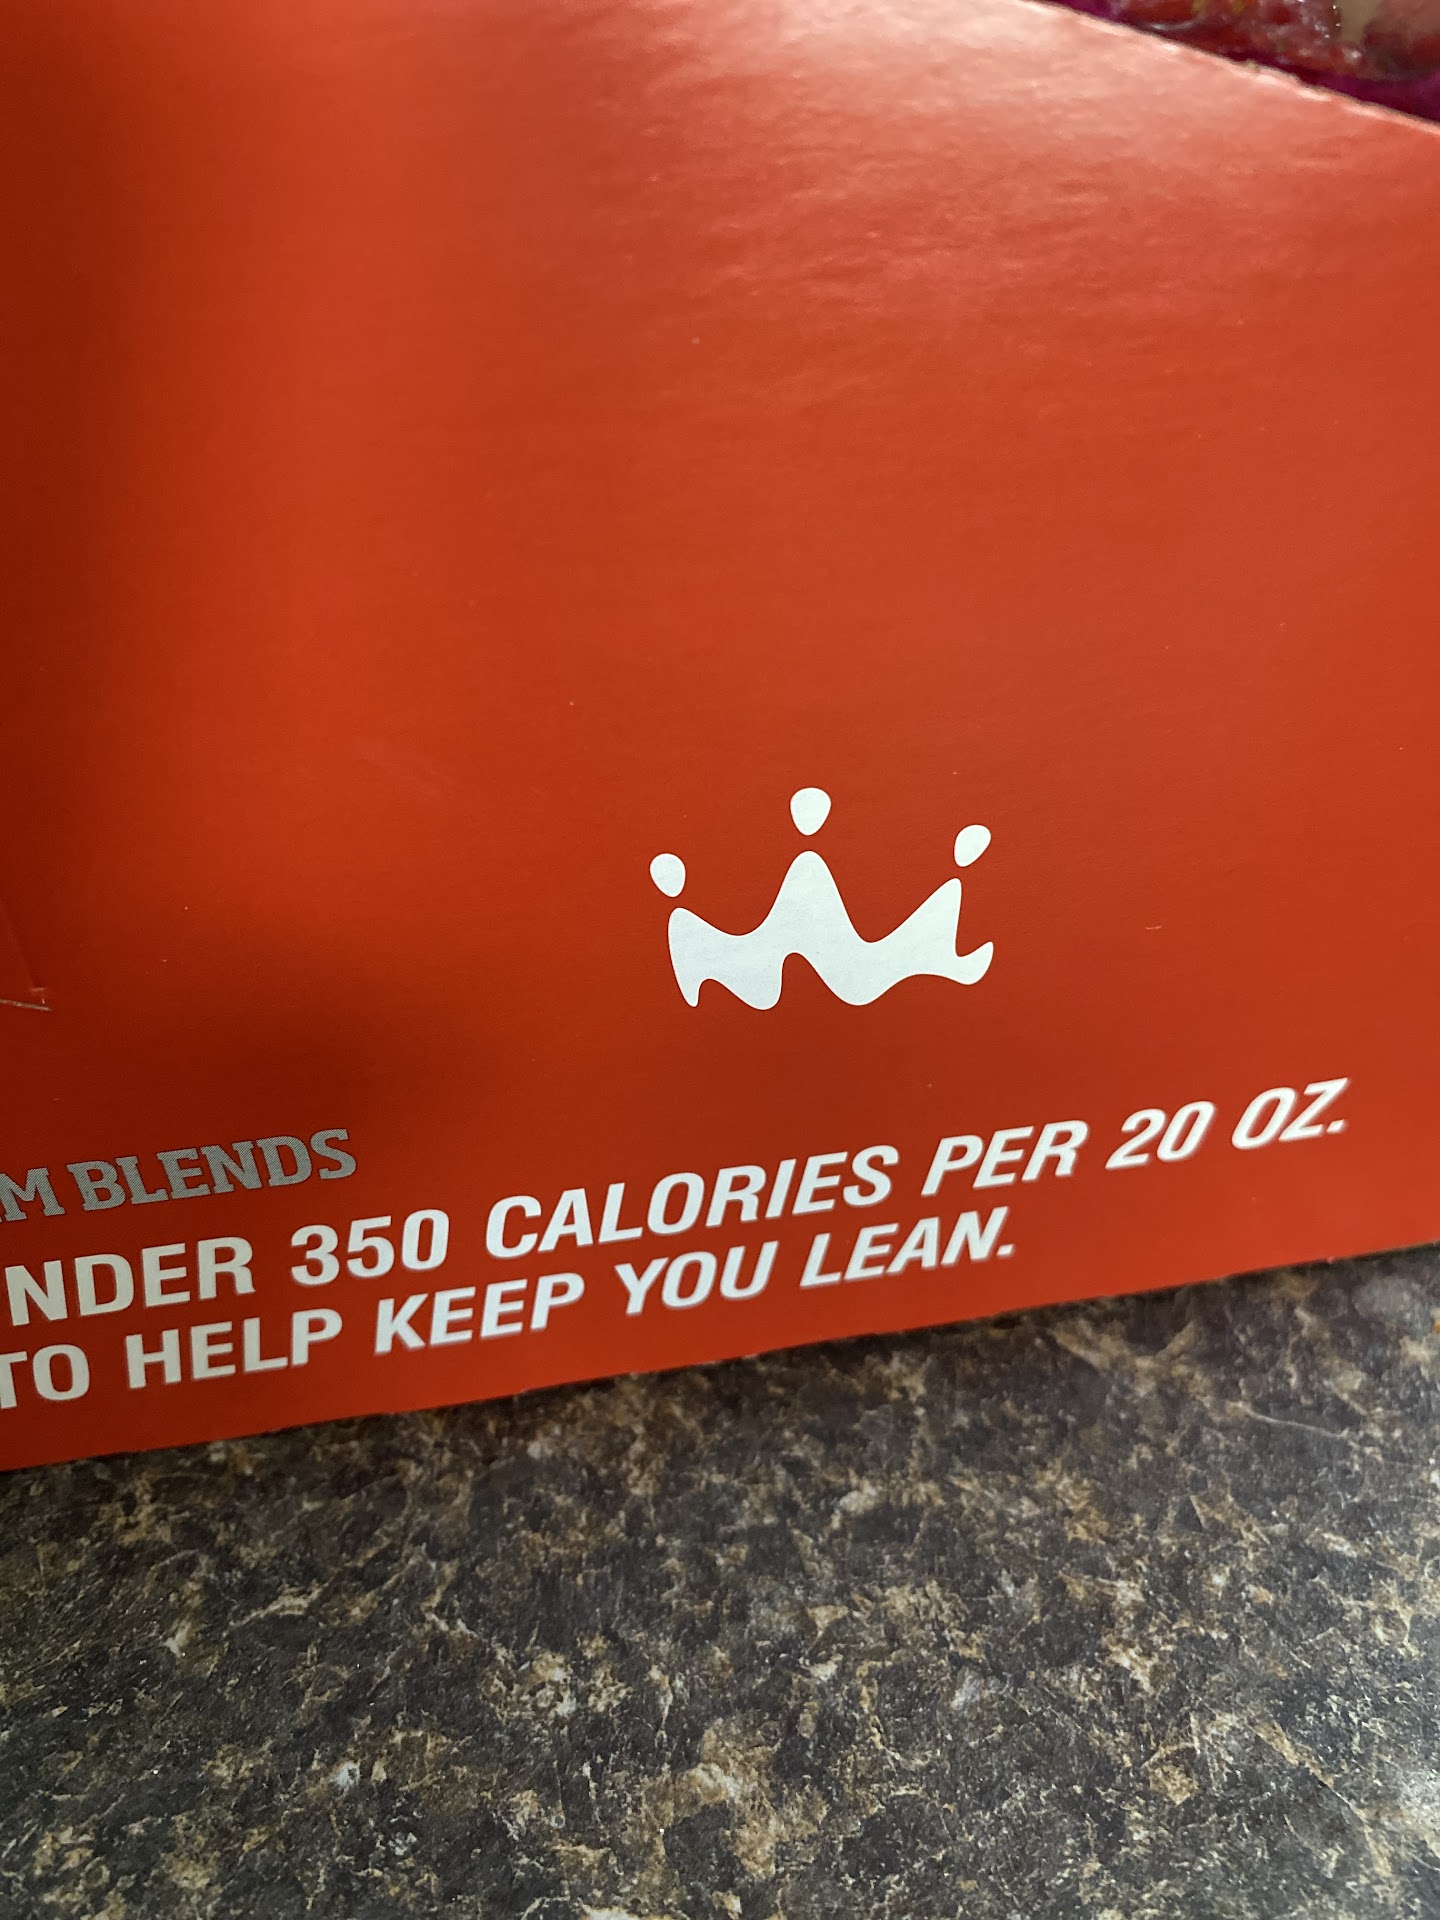 M BLENDS
NDER 350 CALORIES PER 20 OZ.
TO HELP KEEP YOU LEAN.